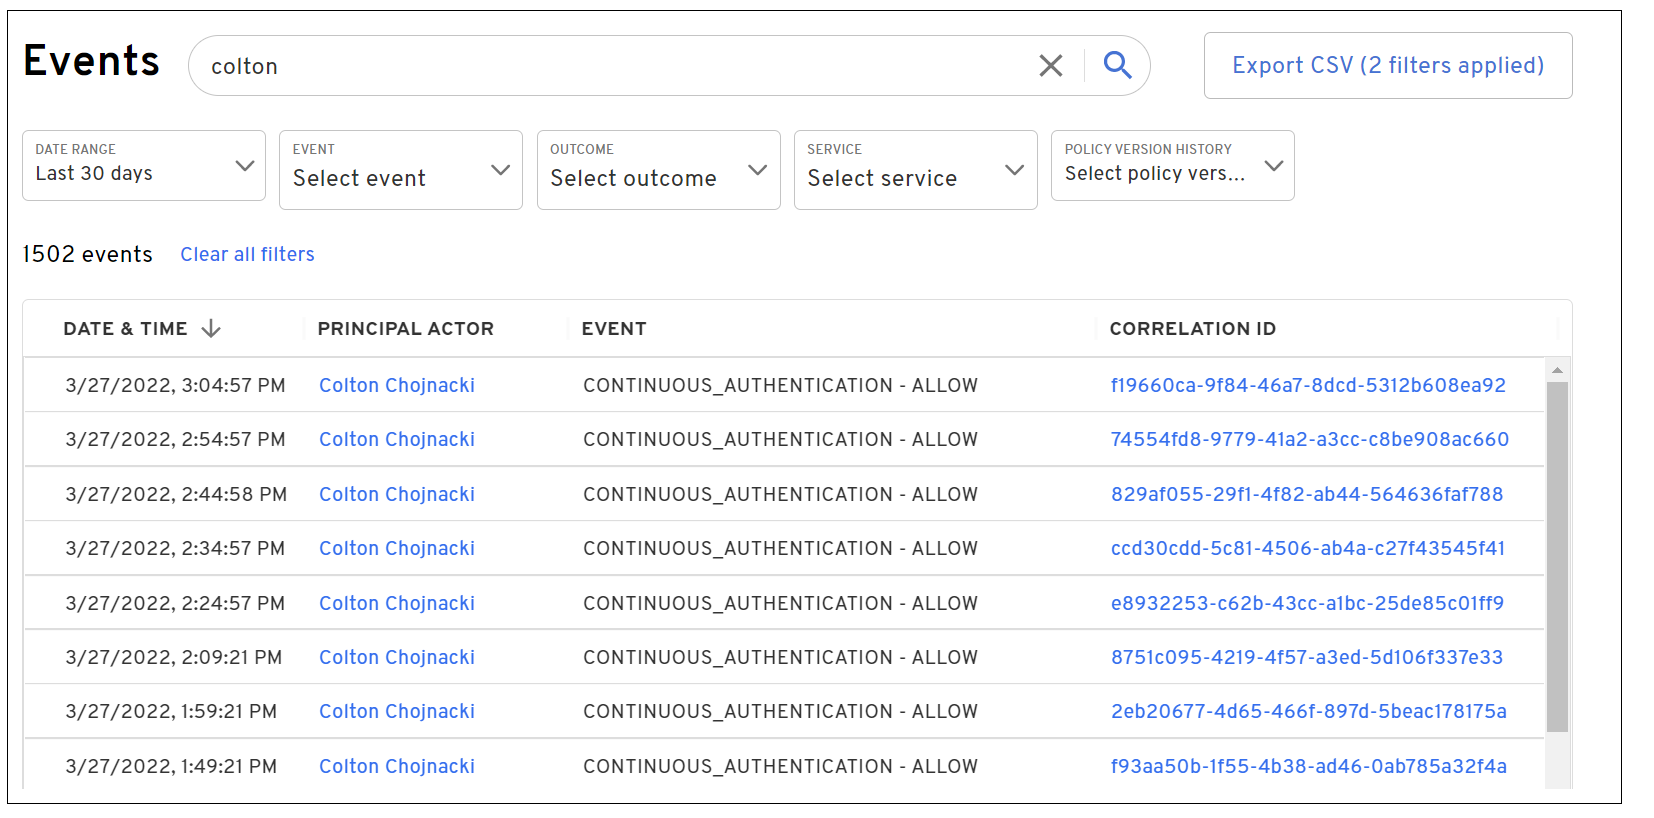 Events
colton
Export CSV (2 filters applied)
DATE RANGE
Last 30 days
EVENT
Select event
OUTCOME
Select outcome
SERVICE
Select service
POLICY VERSION HISTORY
Select policy vers...
1502 events Clear all filters
DATE & TIME PRINCIPAL ACTOR EVENT CORRELATION ID
3/27/2022, 3:04:57 PM Colton Chojnacki CONTINUOUS_AUTHENTICATION - ALLOW f19660ca-9f84-46a7-8dcd-5312b608ea92
3/27/2022, 2:54:57 PM Colton Chojnacki CONTINUOUS_AUTHENTICATION - ALLOW 74554fd8-9779-41a2-a3cc-c8be908ac660
3/27/2022, 2:44:58 PM Colton Chojnacki CONTINUOUS_AUTHENTICATION - ALLOW 829af055-29f1-4f82-ab44-564636faf788
3/27/2022, 2:34:57 PM Colton Chojnacki CONTINUOUS_AUTHENTICATION - ALLOW ccd30cdd-5c81-4506-ab4a-c27f43545f41
3/27/2022, 2:24:57 PM Colton Chojnacki CONTINUOUS_AUTHENTICATION - ALLOW e8932253-c62b-43cc-a1bc-25de85c01ff9
3/27/2022, 2:09:21 PM Colton Chojnacki CONTINUOUS_AUTHENTICATION - ALLOW 8751c095-4219-4f57-a3ed-5d106f337e33
3/27/2022, 1:59:21 PM Colton Chojnacki CONTINUOUS_AUTHENTICATION - ALLOW 2eb20677-4d65-466f-897d-5beac178175a
3/27/2022, 1:49:21 PM Colton Chojnacki CONTINUOUS_AUTHENTICATION - ALLOW f93aa50b-1f55-4b38-ad46-0ab785a32f4a